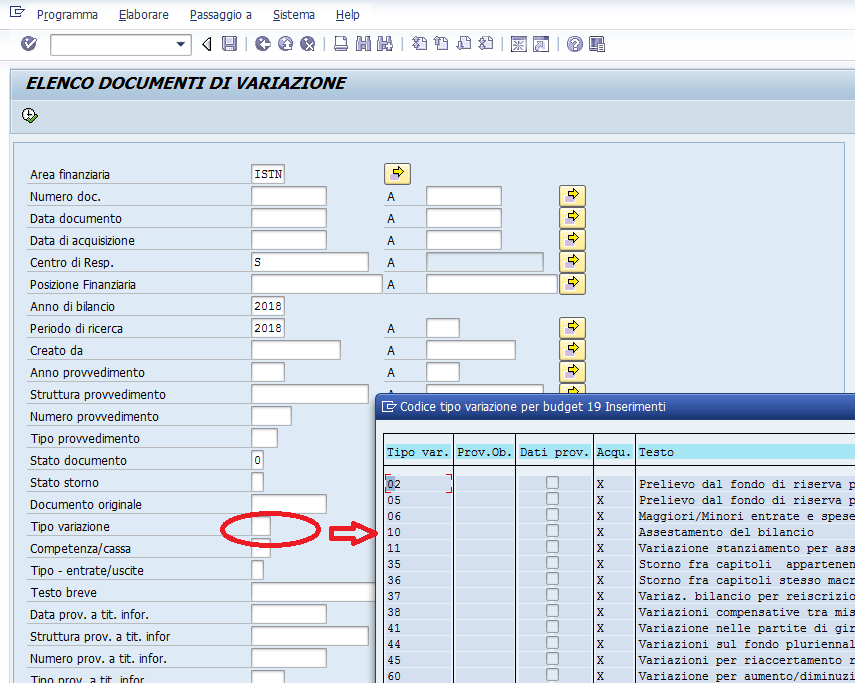 Programma Elaborare Passaggio a Sistema Help
ELENCO DOCUMENTI DI VARIAZIONE
Area finanziaria ISTN
Numero doc. A
Data documento A
Data di acquisizione A
Centro di Resp. S A
Posizione Finanziaria A
Anno di bilancio 2018
Periodo di ricerca 2018 A
Creato da A
Anno provvedimento A
Struttura provvedimento A
Numero provvedimento
Tipo provvedimento
Stato documento 0
Stato storno
Documento originale
Tipo variazione
Competenza/cassa
Tipo - entrate/uscite
Testo breve
Data prov. a tit. infor.
Struttura prov. a tit. infor
Numero prov. a tit. infor.
Tipo prov. a tit. infor
Codice tipo variazione per budget 19 Inserimenti
Tipo var. Prov.Ob. Dati prov. Acqu. Testo
02 X Prelievo dal fondo di riserva p
05 X Prelievo dal fondo di riserva p
06 X Maggiori/Minori entrate e spese
10 X Assestamento del bilancio
11 X Variazione stanziamento per ass
35 X Storno fra capitoli appartenen
36 X Storno fra capitoli stesso macr
37 X Variaz. bilancio per reiscrizio
38 X Variazioni compensative tra mis
41 X Variazione nelle partite di gir
44 X Variazioni sul fondo pluriennal
45 X Variazioni per riaccertamento r
60 X Variazione per aumento/diminuzi